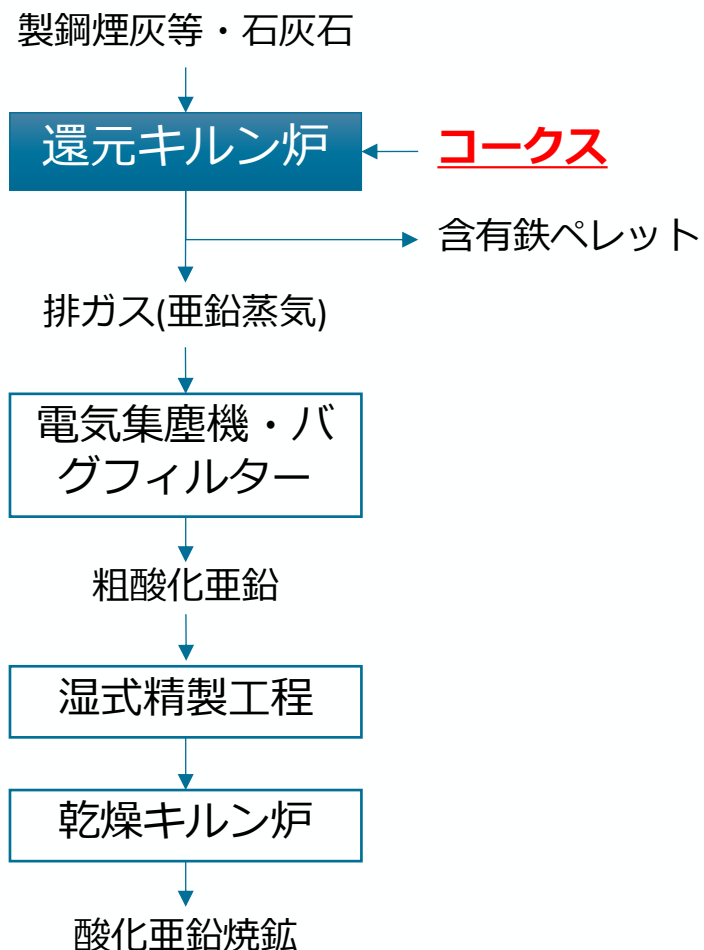 製鋼煙灰等・石灰石
還元キルン炉
コークス
含有鉄ペレット
排ガス(亜鉛蒸気)
電気集塵機・バ
グフィルター
粗酸化亜鉛
湿式精製工程
乾燥キルン炉
酸化亜鉛焼鉱